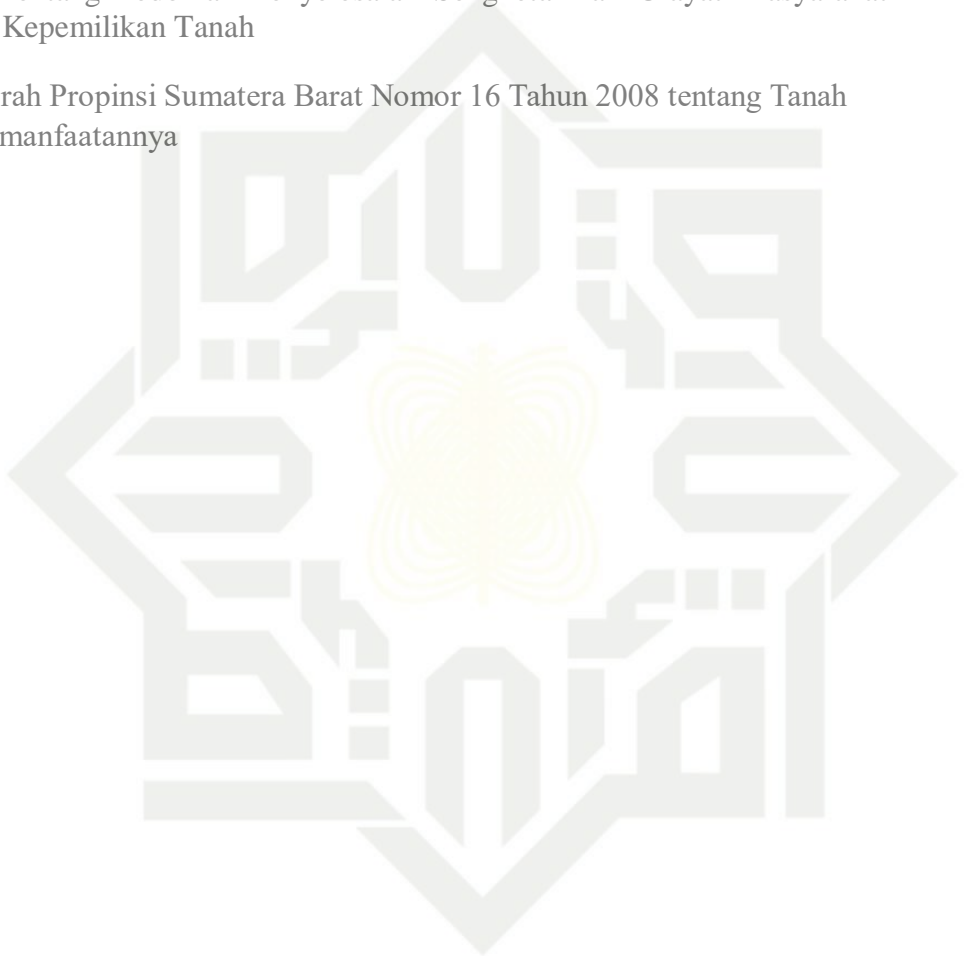 Kepemilikan Tanah
rah Propinsi Sumatera Barat Nomor 16 Tahun 2008 tentang Tanah
manfaatannya